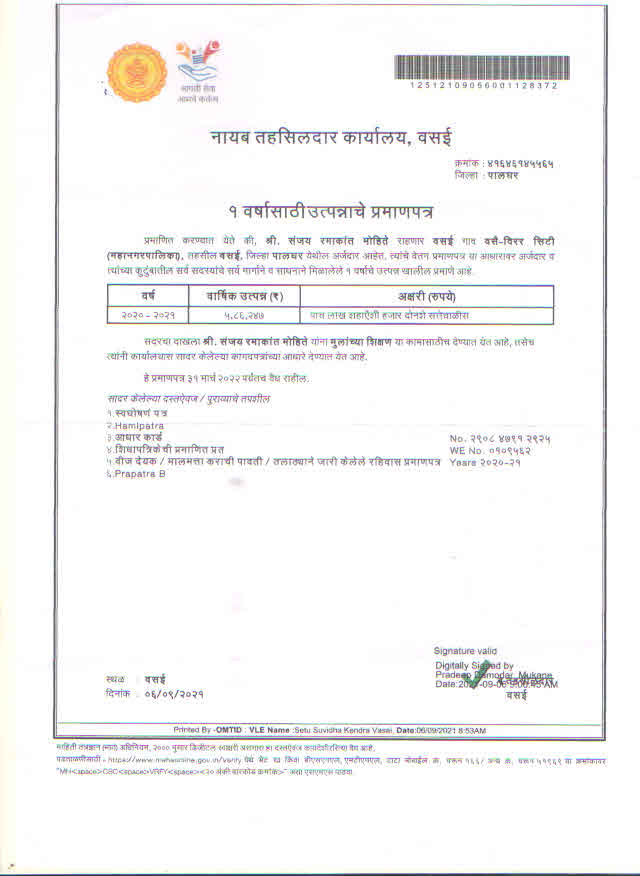 आपली सेवा
आमचे कर्तव्य
12512109056001128372
नायब तहसिलदार कार्यालय, वसई
क्रमांक : ४१६४६१४५५६५
जिल्हा : पालघर
१ वर्षासाठी उत्पन्नाचे प्रमाणपत्र
प्रमाणित करण्यात येते की, श्री. संजय रमाकांत मोहिते राहणार वसई गाव वसै-विरर सिटी
(महानगरपालिका), तहसील वसई, जिल्हा पालघर येथील अर्जदार आहेत. त्यांचे वेतन प्रमाणपत्र या आधारावर अर्जदार व
त्यांच्या कुटुंबातील सर्व सदस्यांचे सर्व मार्गाने व साधनाने मिळालेले १ वर्षाचे उत्पन्न खालील प्रमाणे आहे.
वर्ष वार्षिक उत्पन्न (₹) अक्षरी (रुपये)
२०२० - २०२१ ५,८६,२४७ पाच लाख शहाऐंशी हजार दोनशे सत्तेचाळीस
सदरचा दाखला श्री. संजय रमाकांत मोहिते यांना मुलांच्या शिक्षण या कामासाठीच देण्यात येत आहे, तसेच
त्यांनी कार्यालयास सादर केलेल्या कागदपत्रांच्या आधारे देण्यात येत आहे.
हे प्रमाणपत्र ३१ मार्च २०२२ पर्यंतच वैध राहील.
सादर केलेल्या दस्तऐवज / पुराव्याचे तपशील
१.स्वघोषणं पत्र
२.Hamipatra
३.आधार कार्ड No. २९०८ ४७९१ २९२५
४.शिधापत्रिकेची प्रमाणित प्रत WE No. ०१०९५६२
५.वीज देयक / मालमत्ता कराची पावती / तलाठ्याने जारी केलेले रहिवास प्रमाणपत्र Years २०२०-२१
६.Prapatra B
Signature valid
Digitally Signed by
Pradeep Damodar Mukane
Date:2021-09-06 9:00:45 AM
वसई
स्थळ : वसई
दिनांक : ०६/०९/२०२१
Printed By -OMTID : VLE Name :Setu Suvidha Kendra Vasai, Date:06/09/2021 8:53AM
माहिती तंत्रज्ञान (मात) अधिनियम, २००० नुसार डिजीटल स्वाक्षरी असणारा हा दस्तऐवज कायदेशीररित्या वैध आहे.
पडताळणीसाठी - https://www.mahaonline.gov.in/Verify येथे भेट द्या किंवा बीएसएनएल, एमटीएनएल, टाटा मोबाईल क्र. वरून १६६/ अन्य क्र. वरून ५१९६९ या क्रमांकावर
"MH<space>CSC<space>VRFY<space><२० अंकी बारकोड क्रमांक>" असा एसएमएस पाठवा.